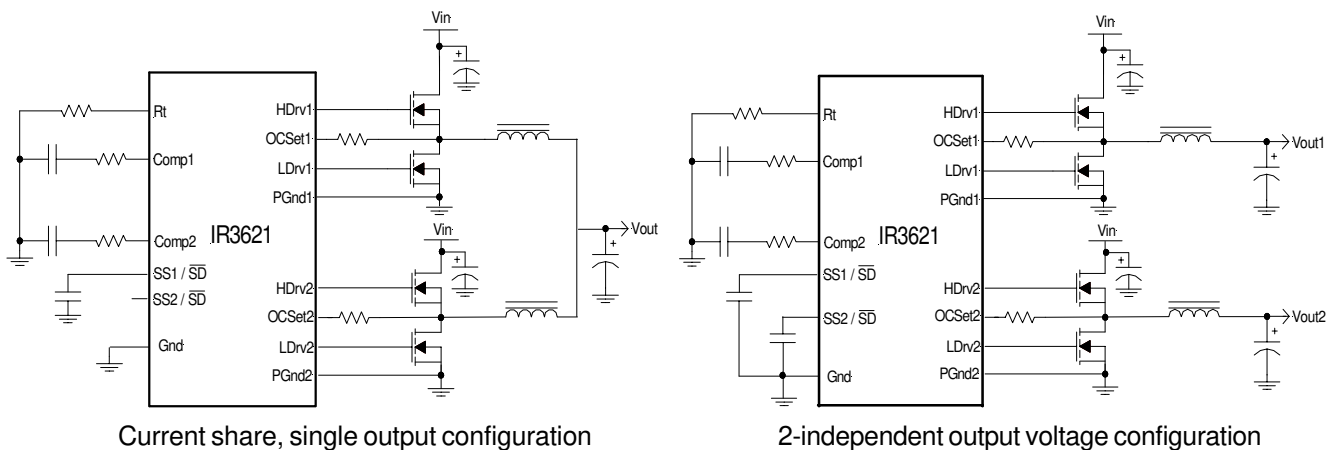 Vin
+
Rt
HDrv1
OCSet1
Comp1
LDrv1
PGnd1
Vin
+
Comp2
IR3621
Vout
+
SS1 / SD
HDrv2
SS2 / SD
OCSet2
Gnd
LDrv2
PGnd2
Current share, single output configuration
Vin
+
Rt
HDrv1
OCSet1
Vout1
Comp1
+
LDrv1
PGnd1
Vin
+
Comp2
IR3621
SS1 / SD
HDrv2
SS2 / SD
OCSet2
Vout2
+
LDrv2
Gnd
PGnd2
2-independent output voltage configuration